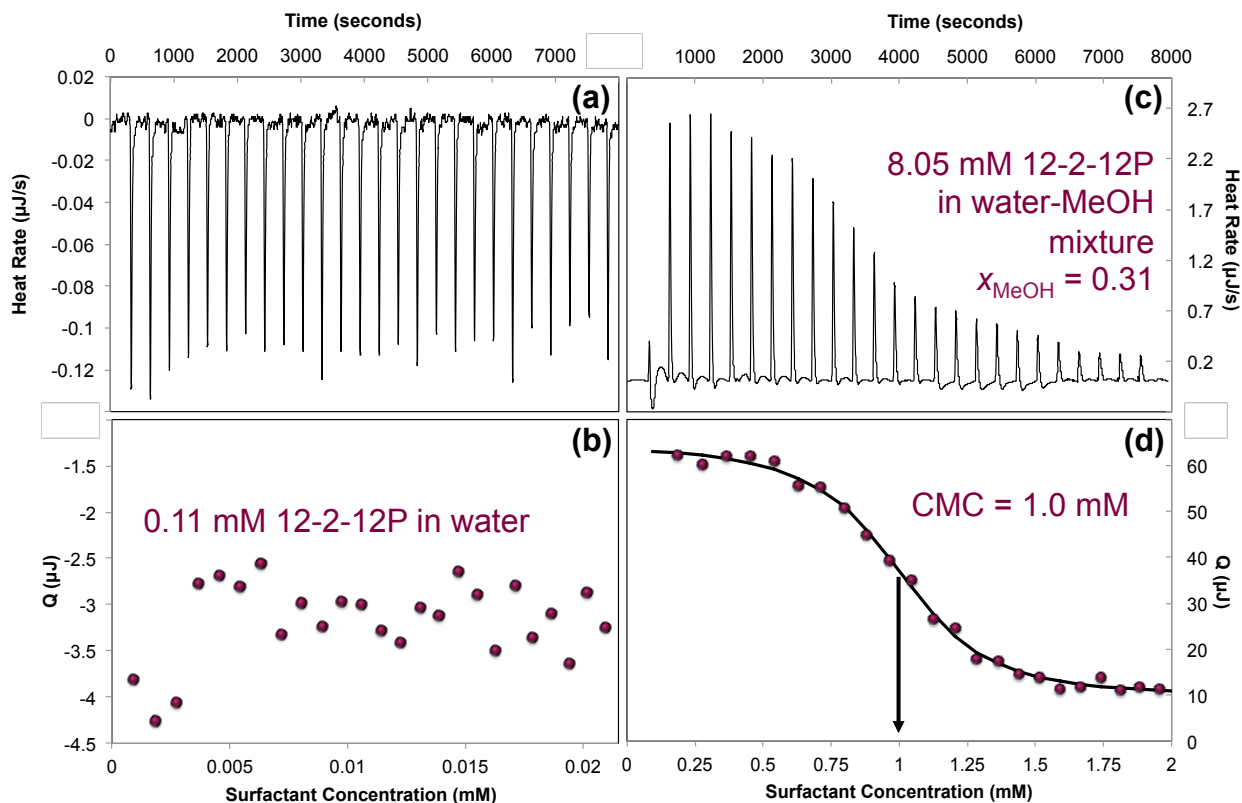 Time (seconds)
0 1000 2000 3000 4000 5000 6000 7000
0.02
0
-0.02
-0.04
-0.06
-0.08
-0.1
-0.12
Heat Rate (µJ/s)
(a)
Time (seconds)
1000 2000 3000 4000 5000 6000 7000 8000
(c)
8.05 mM 12-2-12P
in water-MeOH
mixture
xMeOH = 0.31
2.7
2.2
1.7
1.2
0.7
0.2
Heat Rate (µJ/s)
(b)
0.11 mM 12-2-12P in water
-1.5
-2
-2.5
-3
-3.5
-4
-4.5
Q (µJ)
0 0.005 0.01 0.015 0.02
Surfactant Concentration (mM)
(d)
CMC = 1.0 mM
60
50
40
30
20
10
0
Q (µJ)
0 0.25 0.5 0.75 1 1.25 1.5 1.75 2
Surfactant Concentration (mM)